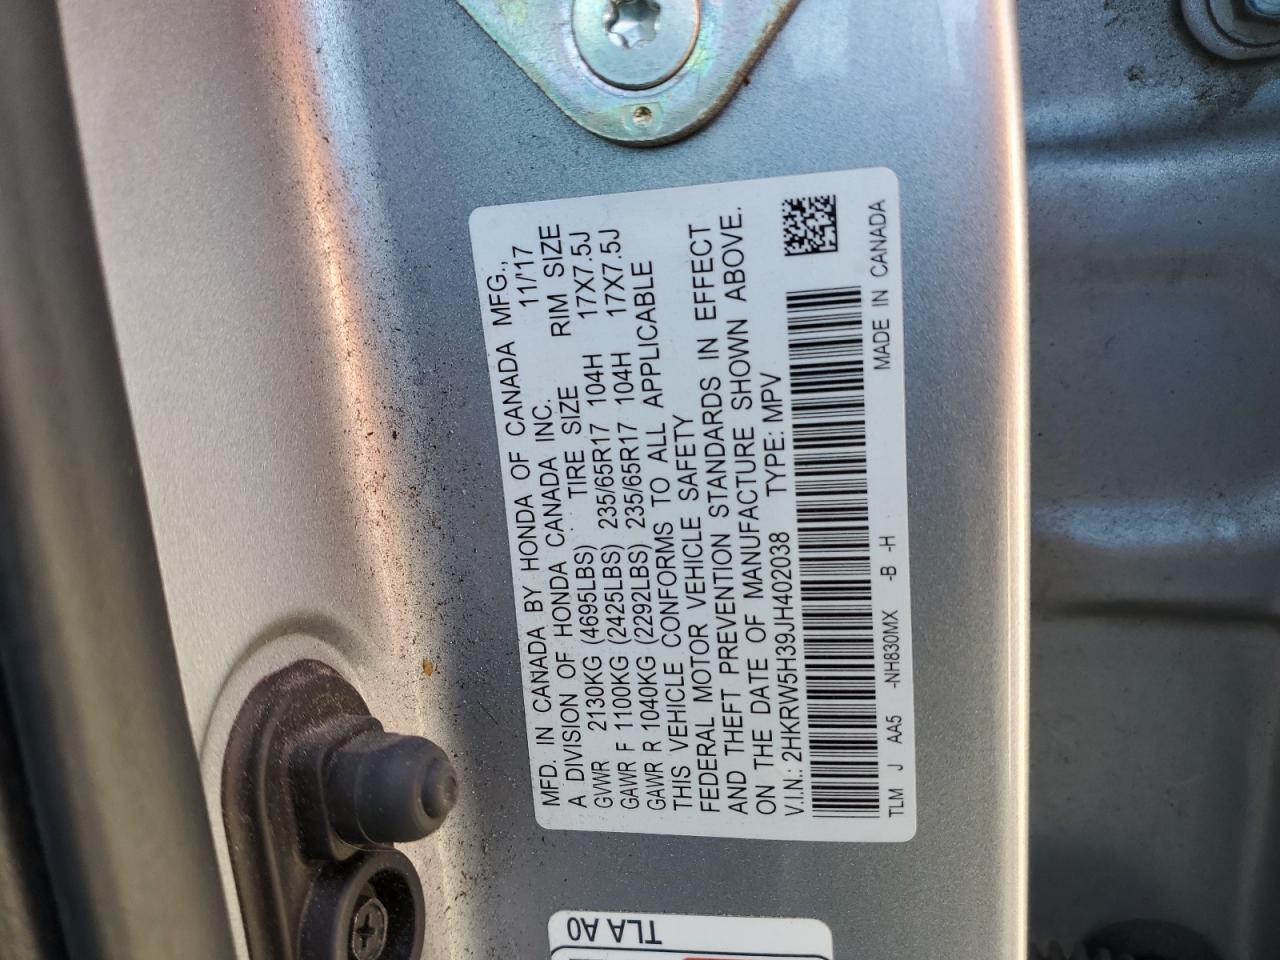 MFD. IN CANADA BY HONDA OF CANADA MFG.,
A DIVISION OF HONDA CANADA INC. 11/'17
TIRE SIZE RIM SIZE
GVWR 2130KG (4695LBS)
GAWR F 1100KG (2425LBS) 235/65R17 104H 17X7.5J
GAWR R 1040KG (2292LBS) 235/65R17 104H 17X7.5J
THIS VEHICLE CONFORMS TO ALL APPLICABLE
FEDERAL MOTOR VEHICLE SAFETY
AND THEFT PREVENTION STANDARDS IN EFFECT
ON THE DATE OF MANUFACTURE SHOWN ABOVE.
V.IN.: 2HKRW5H39JH402038 TYPE: MPV
TLM J AA5 -NH830MX -B -H MADE IN CANADA
TLA A0